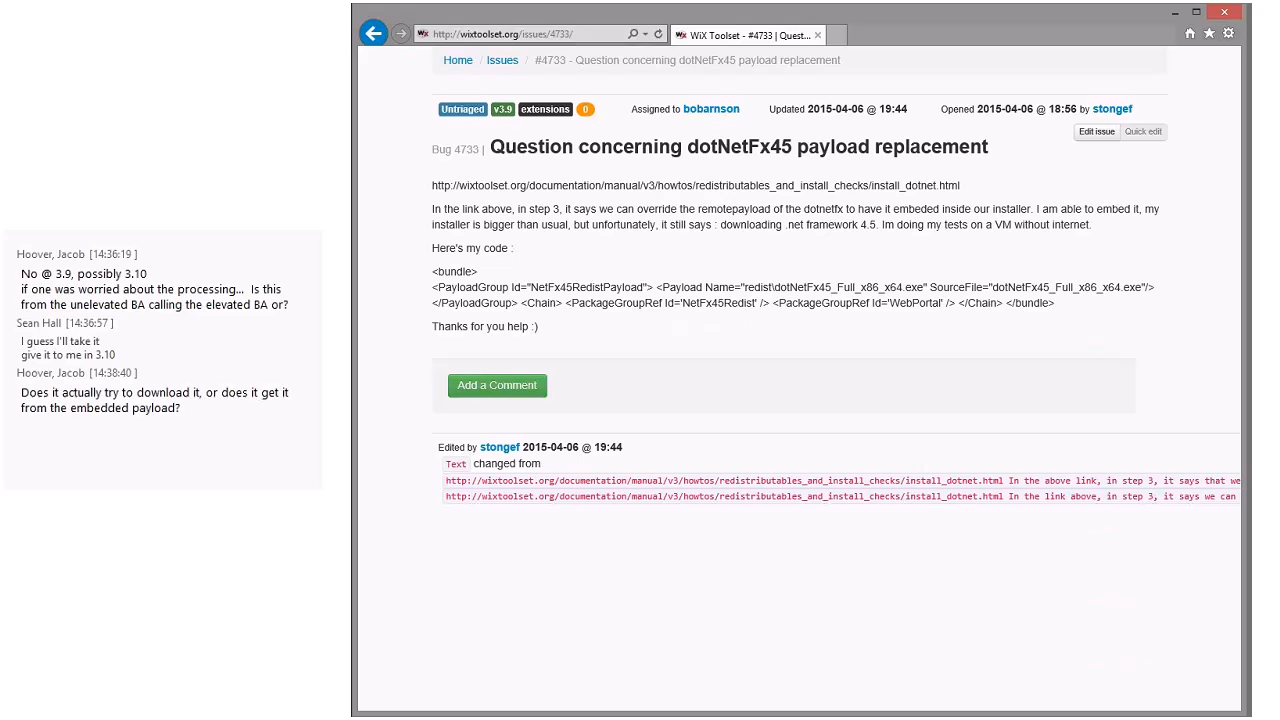 Hoover, Jacob [14:36:19 ]
No @ 3.9, possibly 3.10
if one was worried about the processing... Is this
from the unelevated BA calling the elevated BA or?
Sean Hall [14:36:57 ]
I guess I'll take it
give it to me in 3.10
Hoover, Jacob [14:38:40 ]
Does it actually try to download it, or does it get it
from the embedded payload?
http://wixtoolset.org/issues/4733/
WiX Toolset - #4733 | Quest...
Home / Issues / #4733 - Question concerning dotNetFx45 payload replacement
Untriaged v3.9 extensions 0 Assigned to bobarnson Updated 2015-04-06 @ 19:44 Opened 2015-04-06 @ 18:56 by stongef
Edit issue Quick edit
Bug 4733 | Question concerning dotNetFx45 payload replacement
http://wixtoolset.org/documentation/manual/v3/howtos/redistributables_and_install_checks/install_dotnet.html
In the link above, in step 3, it says we can override the remotepayload of the dotnetfx to have it embeded inside our installer. I am able to embed it, my
installer is bigger than usual, but unfortunately, it still says : downloading .net framework 4.5. Im doing my tests on a VM without internet.
Here's my code :
<bundle>
<PayloadGroup Id="NetFx45RedistPayload"> <Payload Name="redist\dotNetFx45_Full_x86_x64.exe" SourceFile="dotNetFx45_Full_x86_x64.exe"/>
</PayloadGroup> <Chain> <PackageGroupRef Id='NetFx45Redist' /> <PackageGroupRef Id='WebPortal' /> </Chain> </bundle>
Thanks for you help :)
Add a Comment
Edited by stongef 2015-04-06 @ 19:44
Text changed from
http://wixtoolset.org/documentation/manual/v3/howtos/redistributables_and_install_checks/install_dotnet.html In the above link, in step 3, it says that we
http://wixtoolset.org/documentation/manual/v3/howtos/redistributables_and_install_checks/install_dotnet.html In the link above, in step 3, it says we can